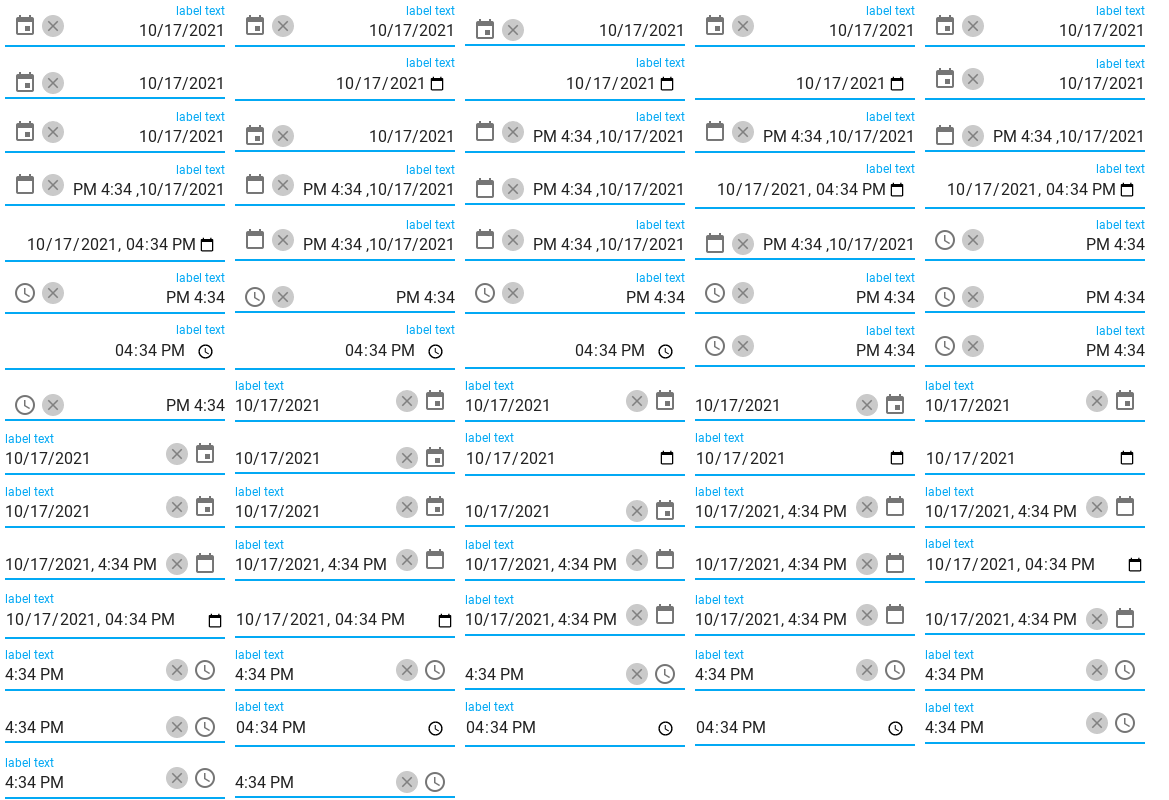 label text
10/17/2021
label text
10/17/2021
label text
10/17/2021
label text
10/17/2021
label text
10/17/2021
10/17/2021
label text
10/17/2021
label text
10/17/2021
10/17/2021
label text
10/17/2021
label text
10/17/2021
10/17/2021
label text
PM 4:34 ,10/17/2021
label text
PM 4:34 ,10/17/2021
PM 4:34 ,10/17/2021
label text
PM 4:34 ,10/17/2021
label text
PM 4:34 ,10/17/2021
PM 4:34 ,10/17/2021
label text
10/17/2021, 04:34 PM
label text
10/17/2021, 04:34 PM
10/17/2021, 04:34 PM
label text
PM 4:34 ,10/17/2021
label text
PM 4:34 ,10/17/2021
PM 4:34 ,10/17/2021
label text
PM 4:34
label text
PM 4:34
PM 4:34
label text
PM 4:34
label text
PM 4:34
PM 4:34
label text
04:34 PM
label text
04:34 PM
04:34 PM
label text
PM 4:34
label text
PM 4:34
PM 4:34
label text
10/17/2021
label text
10/17/2021
10/17/2021
label text
10/17/2021
label text
10/17/2021
10/17/2021
label text
10/17/2021
label text
10/17/2021
10/17/2021
label text
10/17/2021
label text
10/17/2021
10/17/2021
label text
10/17/2021, 4:34 PM
label text
10/17/2021, 4:34 PM
10/17/2021, 4:34 PM
label text
10/17/2021, 4:34 PM
label text
10/17/2021, 4:34 PM
10/17/2021, 4:34 PM
label text
10/17/2021, 04:34 PM
label text
10/17/2021, 04:34 PM
10/17/2021, 04:34 PM
label text
10/17/2021, 4:34 PM
label text
10/17/2021, 4:34 PM
10/17/2021, 4:34 PM
label text
4:34 PM
label text
4:34 PM
4:34 PM
label text
4:34 PM
label text
4:34 PM
4:34 PM
label text
04:34 PM
label text
04:34 PM
04:34 PM
label text
4:34 PM
label text
4:34 PM
4:34 PM